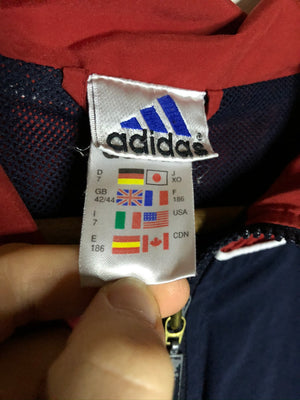 adidas
D J
7 XO
GB F
42/44 186
I USA
7
E CDN
186